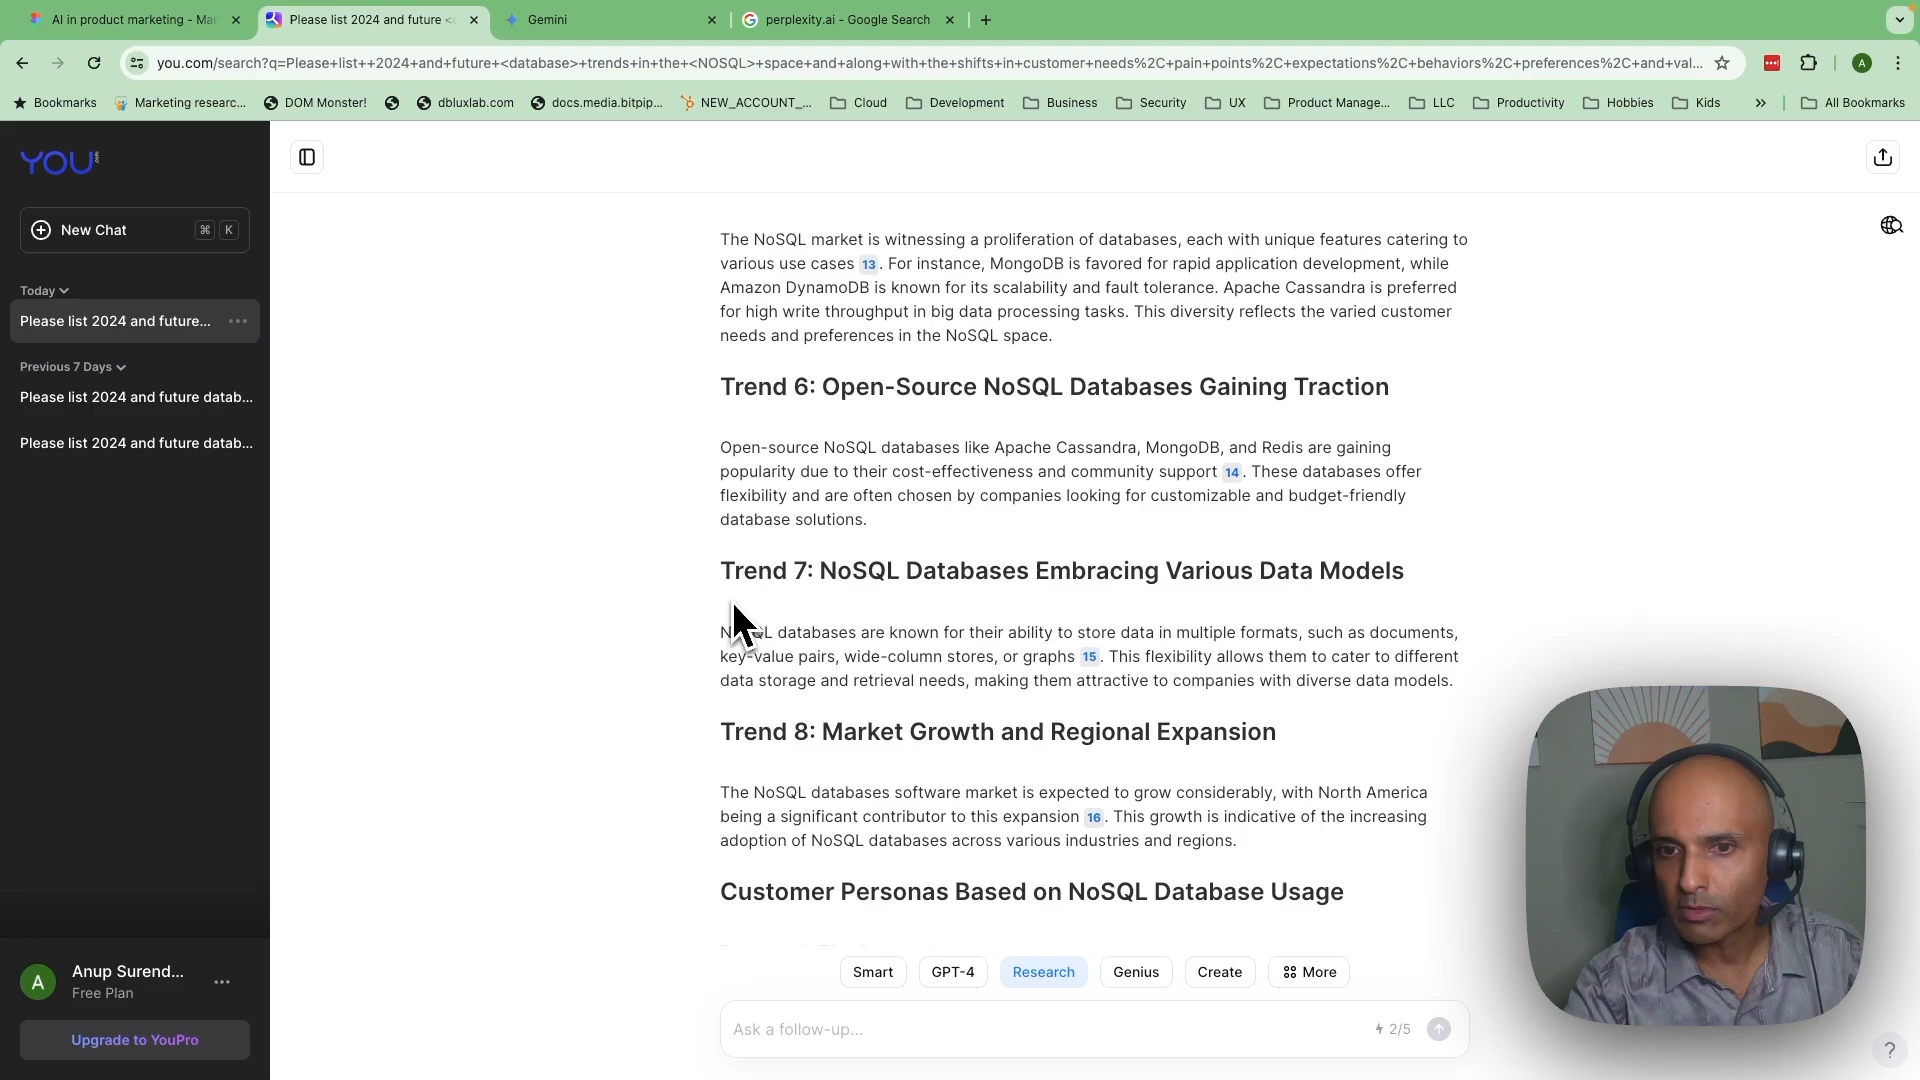 AI in product marketing - Mar
Please list 2024 and future <c
Gemini
perplexity.ai - Google Search
you.com/search?q=Please+list++2024+and+future+<database>+trends+in+the+<NOSQL>+space+and+along+with+the+shifts+in+customer+needs%2C+pain+points%2C+expectations%2C+behaviors%2C+preferences%2C+and+val...
A
Bookmarks
Marketing researc...
DOM Monster!
dbluxlab.com
docs.media.bitpip...
NEW_ACCOUNT_...
Cloud
Development
Business
Security
UX
Product Manage...
LLC
Productivity
Hobbies
Kids
»
All Bookmarks
YOU
New Chat
⌘ K
Today
Please list 2024 and future...
Previous 7 Days
Please list 2024 and future datab...
Please list 2024 and future datab...
The NoSQL market is witnessing a proliferation of databases, each with unique features catering to
various use cases 13. For instance, MongoDB is favored for rapid application development, while
Amazon DynamoDB is known for its scalability and fault tolerance. Apache Cassandra is preferred
for high write throughput in big data processing tasks. This diversity reflects the varied customer
needs and preferences in the NoSQL space.
Trend 6: Open-Source NoSQL Databases Gaining Traction
Open-source NoSQL databases like Apache Cassandra, MongoDB, and Redis are gaining
popularity due to their cost-effectiveness and community support 14. These databases offer
flexibility and are often chosen by companies looking for customizable and budget-friendly
database solutions.
Trend 7: NoSQL Databases Embracing Various Data Models
NoSQL databases are known for their ability to store data in multiple formats, such as documents,
key-value pairs, wide-column stores, or graphs 15. This flexibility allows them to cater to different
data storage and retrieval needs, making them attractive to companies with diverse data models.
Trend 8: Market Growth and Regional Expansion
The NoSQL databases software market is expected to grow considerably, with North America
being a significant contributor to this expansion 16. This growth is indicative of the increasing
adoption of NoSQL databases across various industries and regions.
Customer Personas Based on NoSQL Database Usage
Smart
GPT-4
Research
Genius
Create
More
Ask a follow-up...
2/5
A
Anup Surend...
Free Plan
Upgrade to YouPro
?